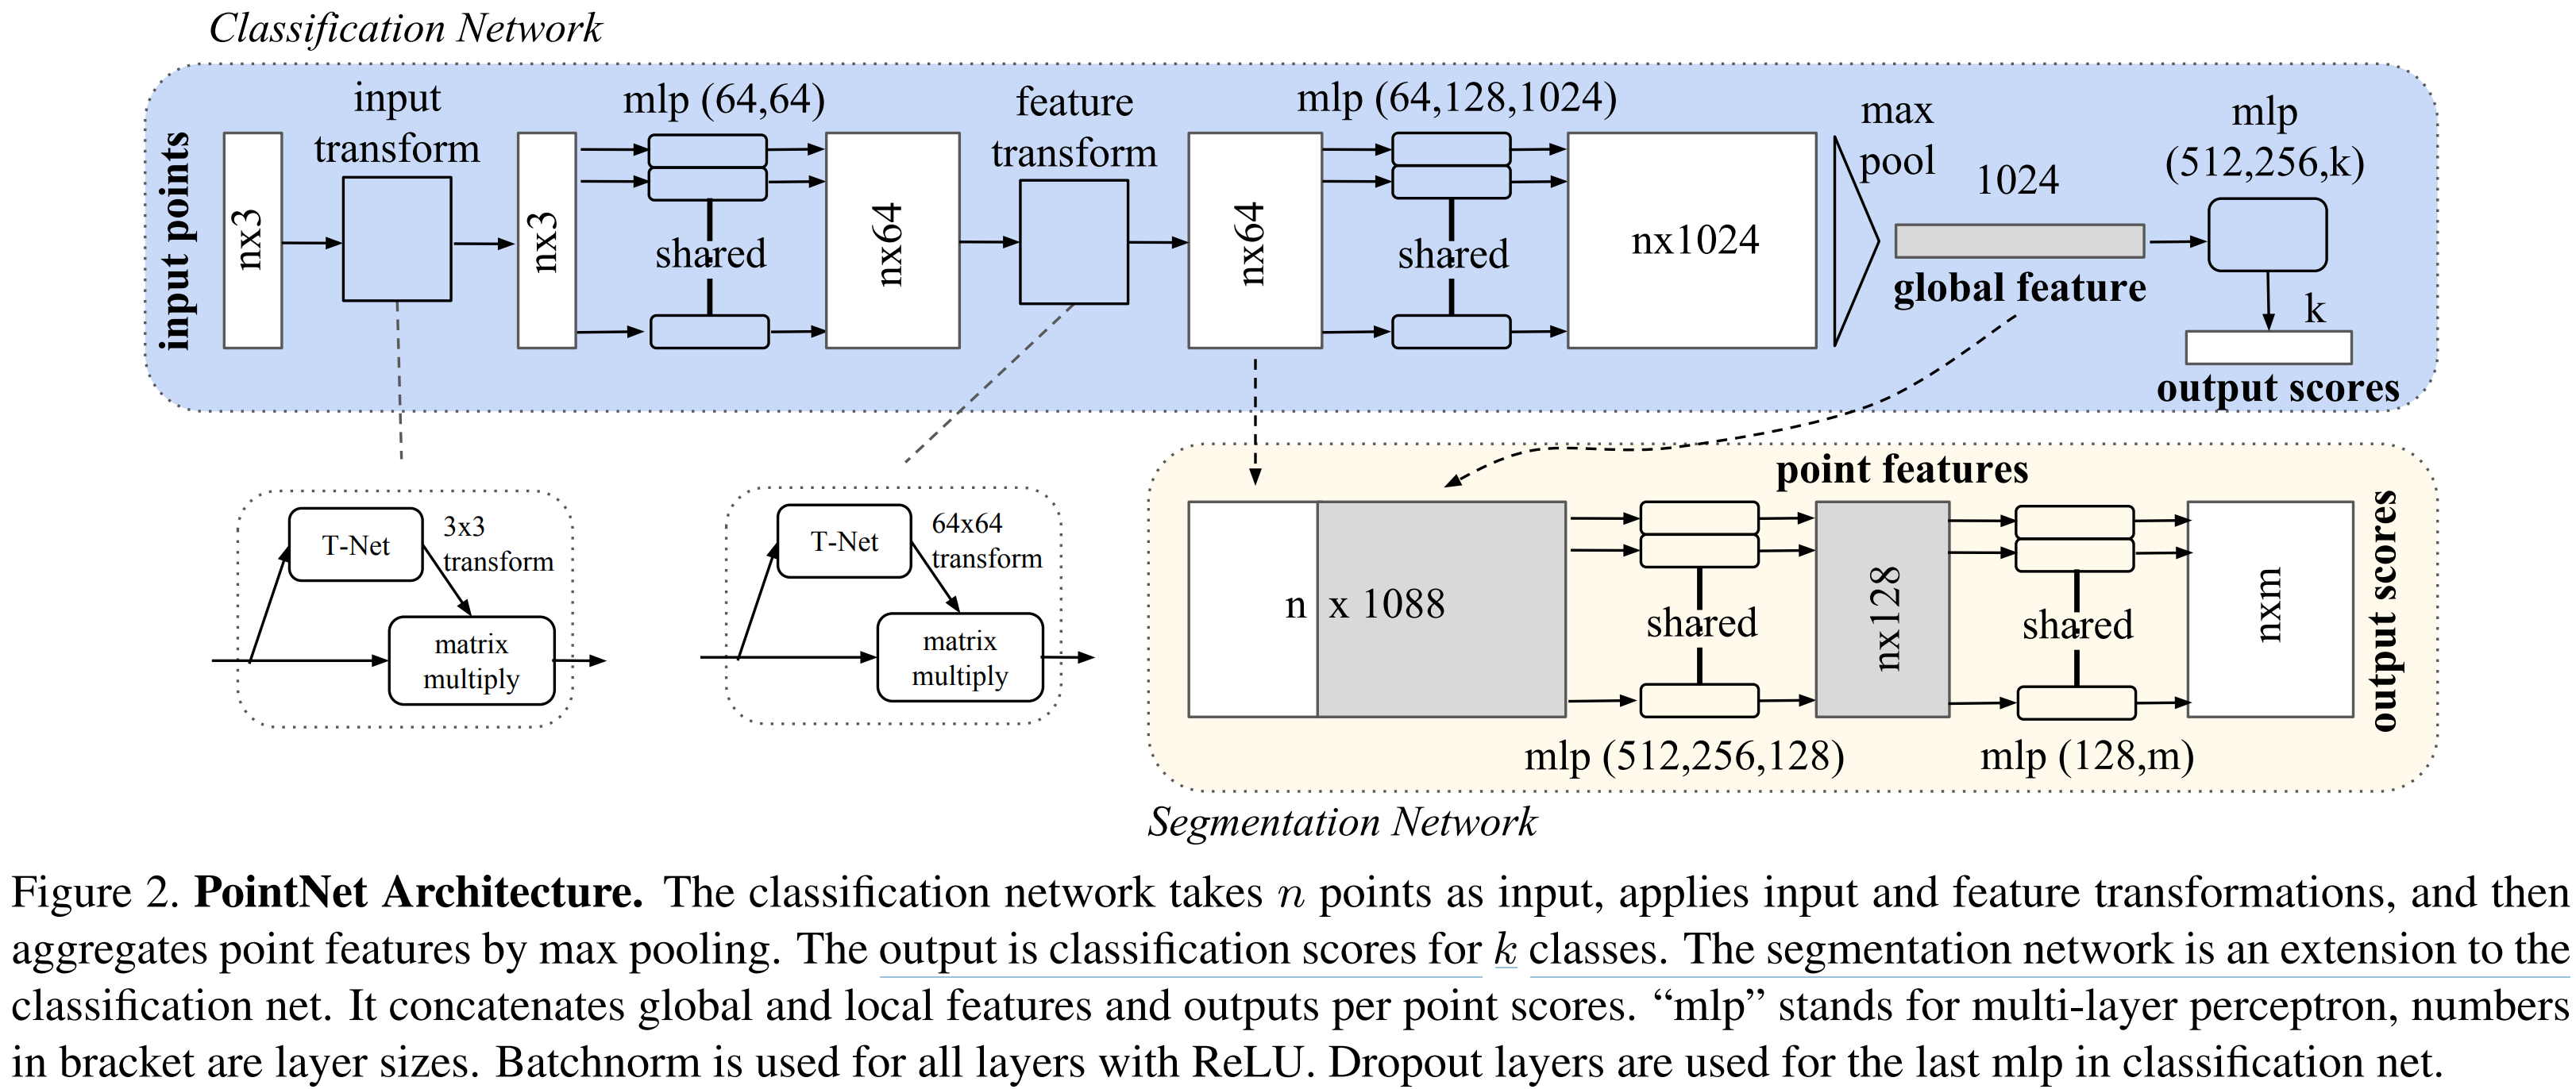 Classification Network
input points
nx3
input
transform
nx3
mlp (64,64)
shared
nx64
feature
transform
nx64
mlp (64,128,1024)
shared
nx1024
max
pool
1024
global feature
mlp
(512,256,k)
k
output scores
T-Net
3x3
transform
matrix
multiply
T-Net
64x64
transform
matrix
multiply
point features
n x 1088
shared
mlp (512,256,128)
nx128
shared
mlp (128,m)
nxm
output scores
Segmentation Network
Figure 2. PointNet Architecture. The classification network takes n points as input, applies input and feature transformations, and then
aggregates point features by max pooling. The output is classification scores for k classes. The segmentation network is an extension to the
classification net. It concatenates global and local features and outputs per point scores. “mlp” stands for multi-layer perceptron, numbers
in bracket are layer sizes. Batchnorm is used for all layers with ReLU. Dropout layers are used for the last mlp in classification net.